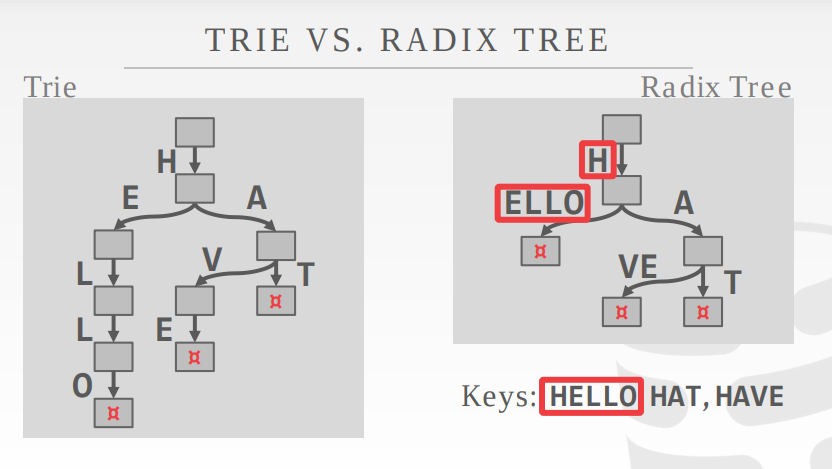 TRIE VS. RADIX TREE
Trie
H
E A
V
L T
L E
O
¤
¤
¤
Radix Tree
H
ELLO A
VE T
¤
¤ ¤
Keys: HELLO HAT, HAVE